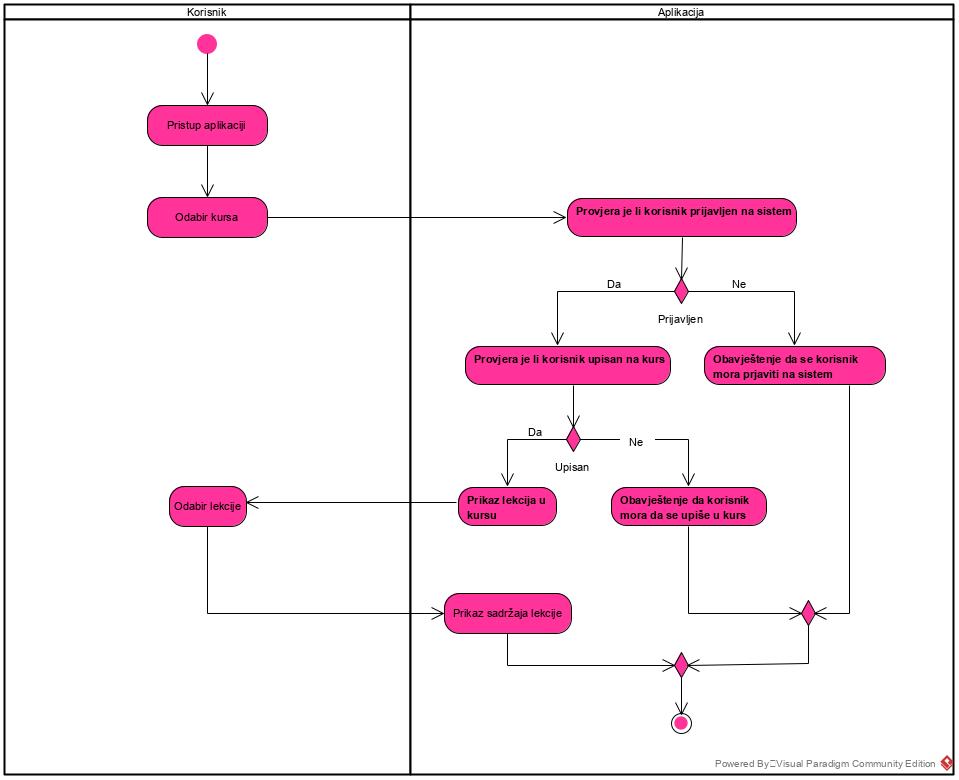 Korisnik
Aplikacija
Pristup aplikaciji
Odabir kursa
Provjera je li korisnik prijavljen na sistem
Da
Ne
Prijavljen
Provjera je li korisnik upisan na kurs
Obavještenje da se korisnik
mora prjaviti na sistem
Da
Ne
Upisan
Odabir lekcije
Prikaz lekcija u
kursu
Obavještenje da korisnik
mora da se upiše u kurs
Prikaz sadržaja lekcije
Powered By Visual Paradigm Community Edition